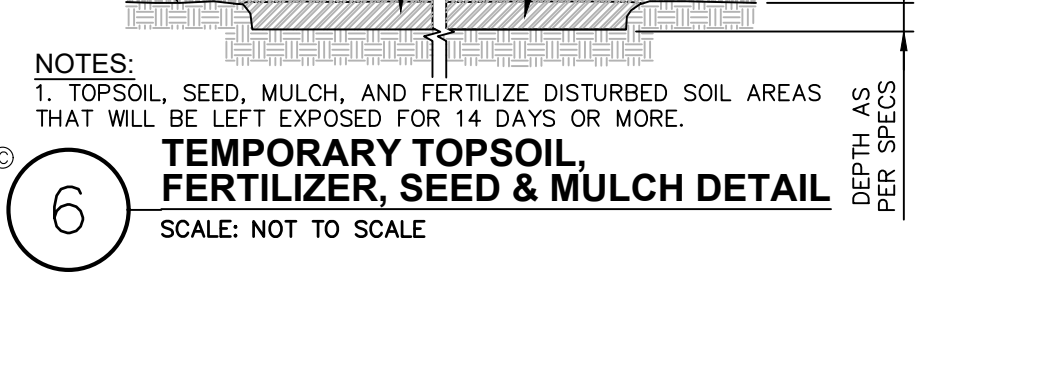 NOTES:
1. TOPSOIL, SEED, MULCH, AND FERTILIZE DISTURBED SOIL AREAS
THAT WILL BE LEFT EXPOSED FOR 14 DAYS OR MORE.
©
6
TEMPORARY TOPSOIL,
FERTILIZER, SEED & MULCH DETAIL
SCALE: NOT TO SCALE
DEPTH AS
PER SPECS